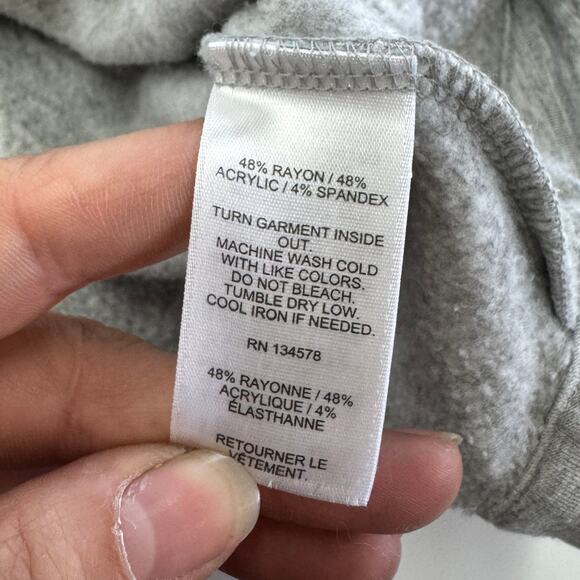 48% RAYON / 48%
ACRYLIC / 4% SPANDEX
TURN GARMENT INSIDE
OUT.
MACHINE WASH COLD
WITH LIKE COLORS.
DO NOT BLEACH.
TUMBLE DRY LOW.
COOL IRON IF NEEDED.
RN 134578
48% RAYONNE / 48%
ACRYLIQUE / 4%
ÉLASTHANNE
RETOURNER LE
VÊTEMENT.